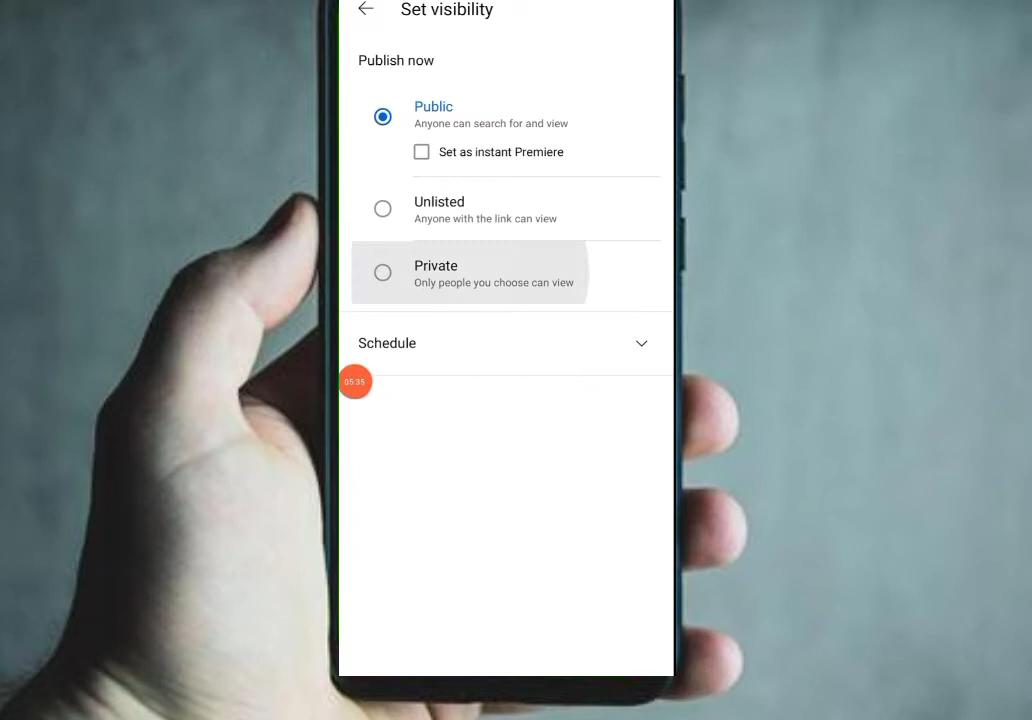 Set visibility
Publish now
Public
Anyone can search for and view
Set as instant Premiere
Unlisted
Anyone with the link can view
Private
Only people you choose can view
Schedule
05:35